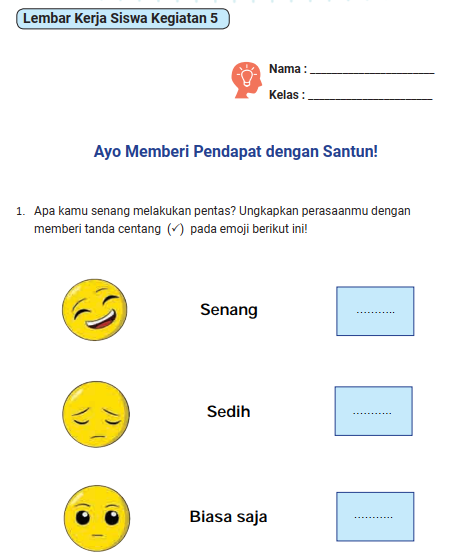 Lembar Kerja Siswa Kegiatan 5
Nama : ____________________
Kelas : ____________________
Ayo Memberi Pendapat dengan Santun!
1. Apa kamu senang melakukan pentas? Ungkapkan perasaanmu dengan
memberi tanda centang (✓) pada emoji berikut ini!
Senang ...........
Sedih ...........
Biasa saja ...........